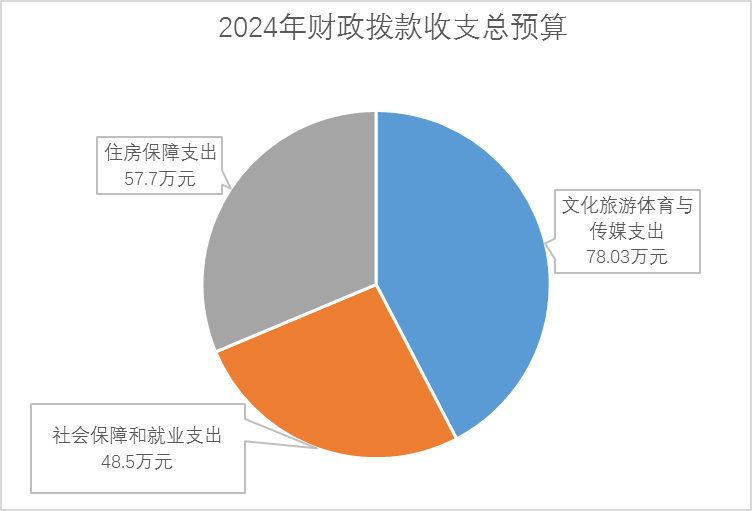 2024年财政拨款收支总预算
住房保障支出
57.7万元
文化旅游体育与
传媒支出
78.03万元
社会保障和就业支出
48.5万元